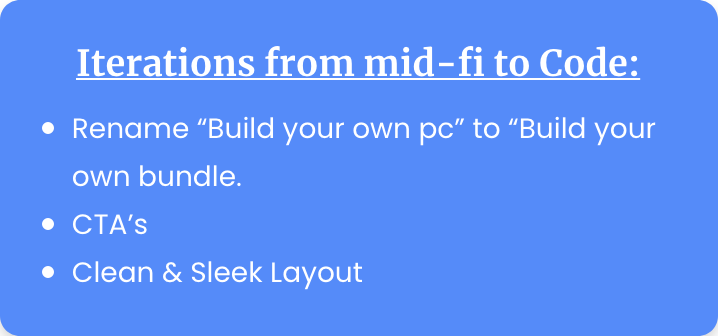 Iterations from mid-fi to Code:
Rename “Build your own pc” to “Build your
own bundle.
CTA’s
Clean & Sleek Layout